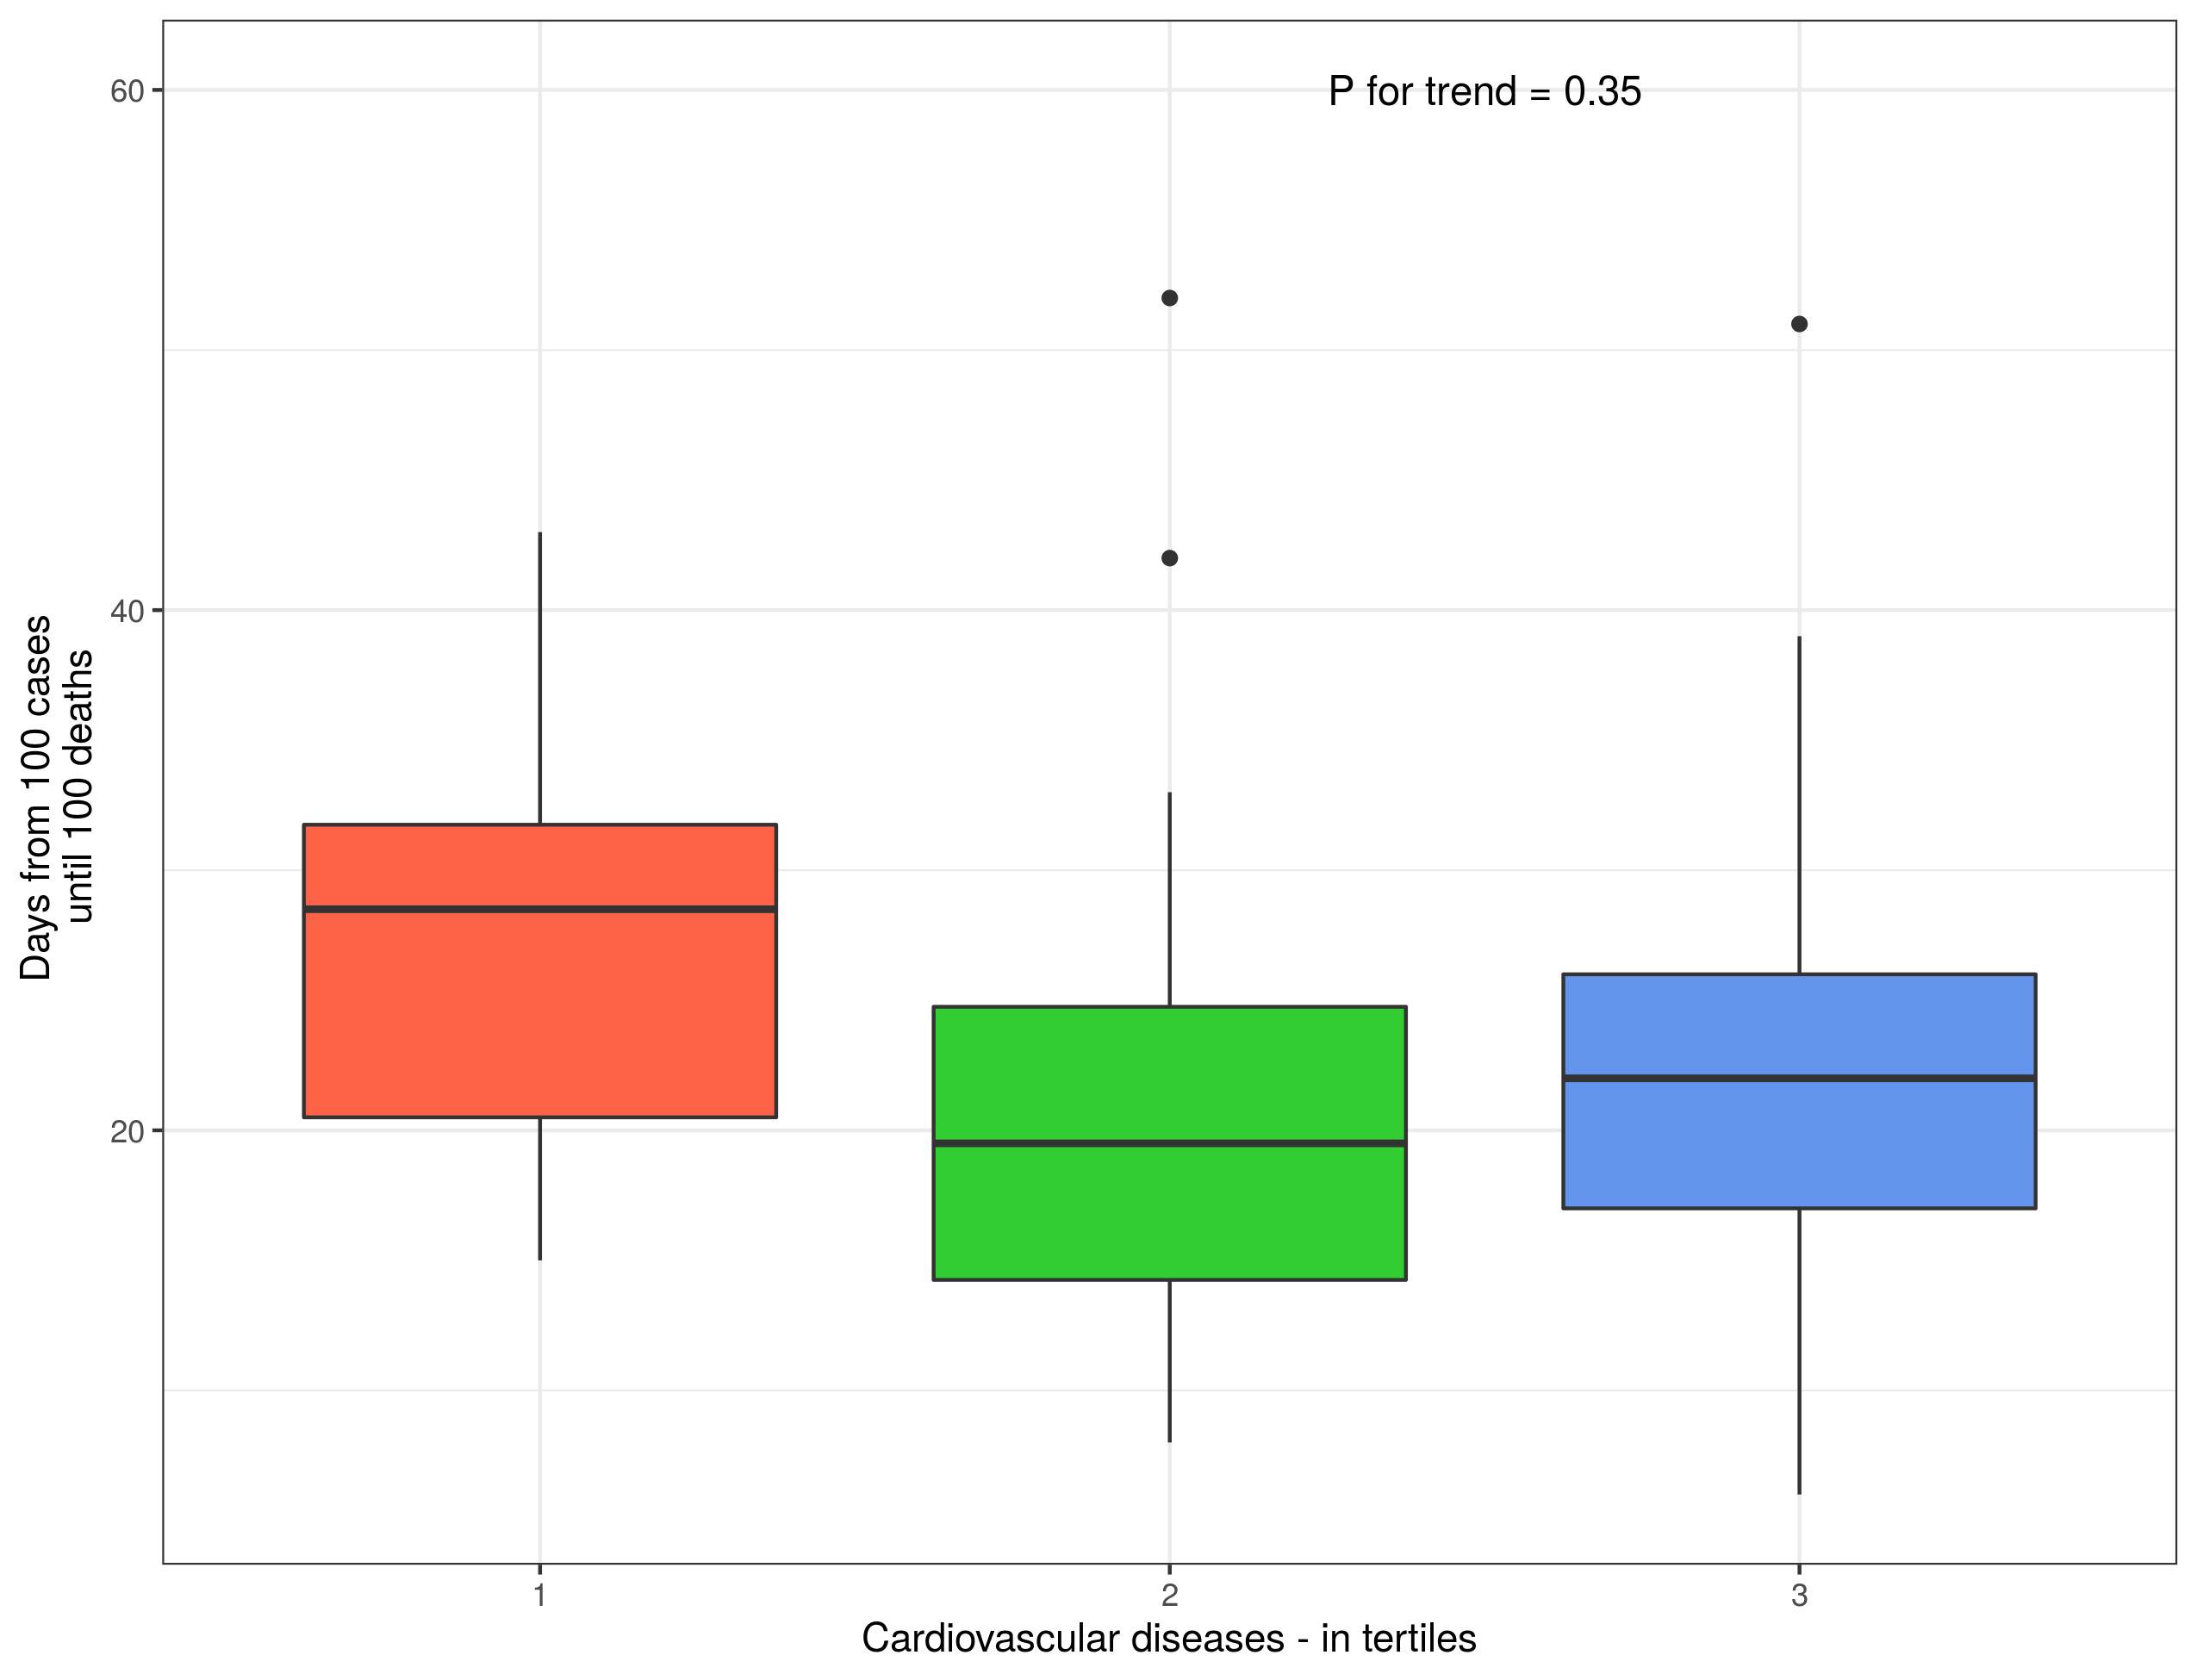 P for trend = 0.35
60
40
20
Days from 100 cases
until 100 deaths
1
2
3
Cardiovascular diseases - in tertiles